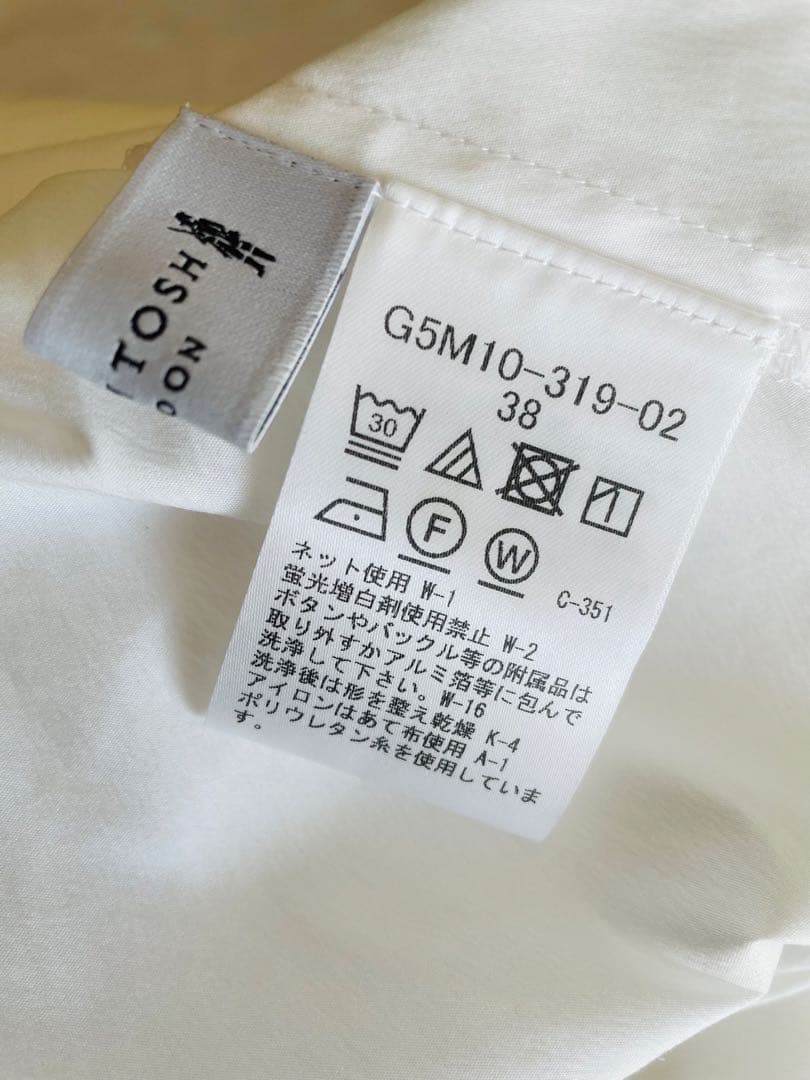 TOSH
G5M10-319-02
38
30
F
W
C-351
ネット使用 W-1
蛍光増白剤使用禁止 W-2
ボタンやバックル等の附属品は
取り外すかアルミ箔等に包んで
洗浄して下さい。W-16
洗浄後は形を整え乾燥 K-4
アイロンはあて布使用 A-1
ポリウレタン糸を使用していま
す。